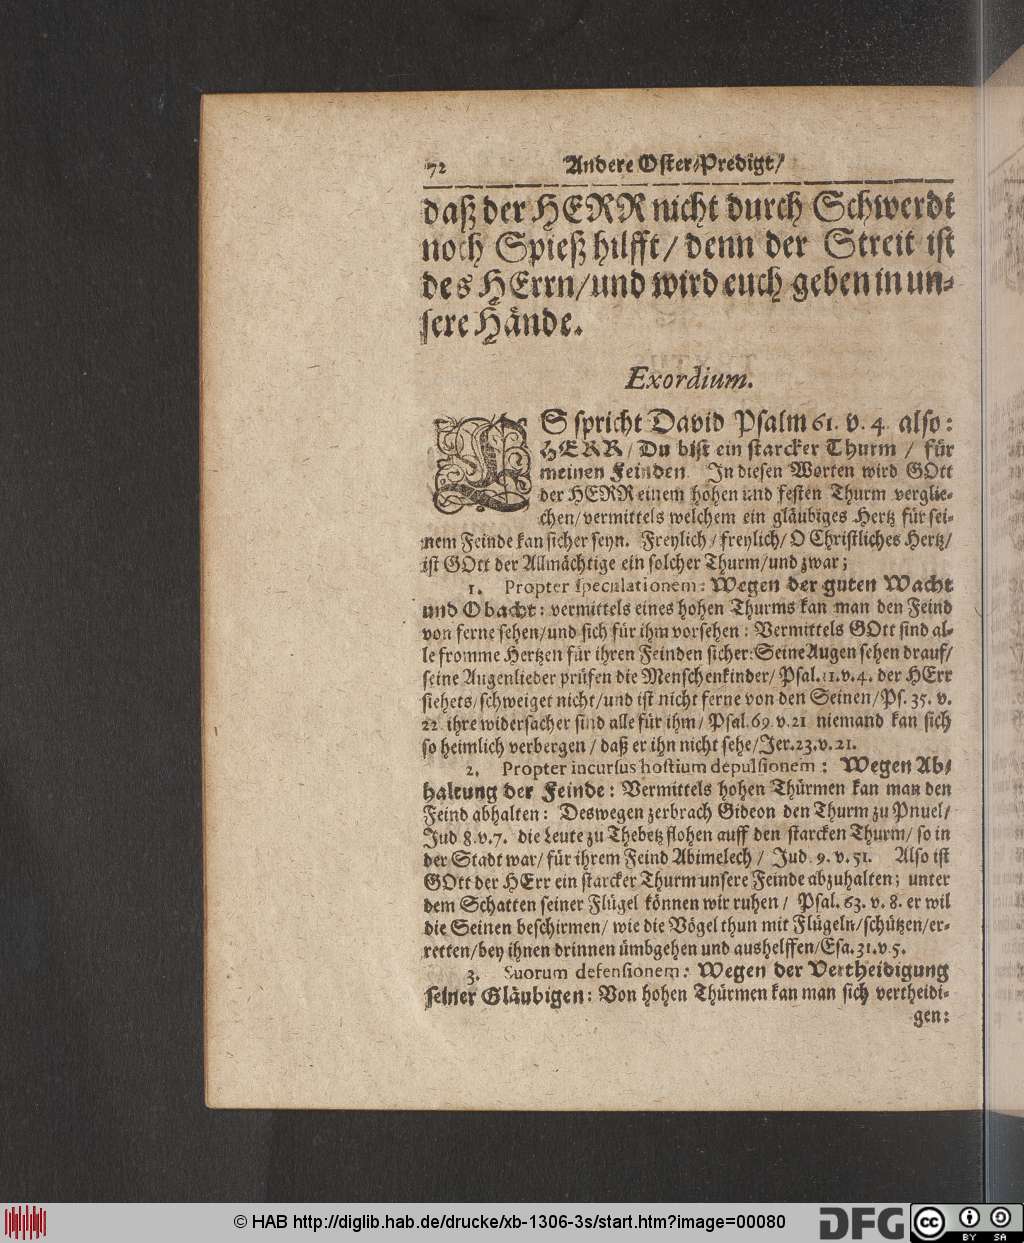 72 Andere Oster-Predigt/
daß der HERR nicht durch Schwerdt
noch Spieß hilfft/ denn der Streit ist
des HErrn/ und wird euch geben in un-
sere Hände.
Exordium.
ES spricht David Psalm 61. v. 4. also:
HERR/ Du bist ein starcker Thurm / für
meinen Feinden. In diesen Worten wird GOtt
der HERR einem hohen und festen Thurm verglie-
chen/ vermittels welchem ein gläubiges Hertz für sei-
nem Feinde kan sicher seyn. Freylich/ freylich/ O Christliches Hertz/
ist GOtt der Allmächtige ein solcher Thurm/ und zwar;
1. Propter speculationem: Wegen der guten Wacht
und Obacht: vermittels eines hohen Thurms kan man den Feind
von ferne sehen/ und sich für ihm vorsehen: Vermittels GOtt sind al-
le fromme Hertzen für ihren Feinden sicher: Seine Augen sehen drauf/
seine Augenlieder prüfen die Menschenkinder/ Psal. 11. v. 4. der HErr
siehets/ schweiget nicht/ und ist nicht ferne von den Seinen/ Ps. 35. v.
22. ihre widersacher sind alle für ihm/ Psal. 69. v. 21 niemand kan sich
so heimlich verbergen / daß er ihn nicht sehe/ Jer. 23. v. 21.
2. Propter incursus hostium depulsionem: Wegen Ab-
haltung der Feinde: Vermittels hohen Thürmen kan man den
Feind abhalten: Deswegen zerbrach Gideon den Thurm zu Pnuel/
Jud 8. v. 7. die Leute zu Thebetz flohen auff den starcken Thurm/ so in
der Stadt war/ für ihrem Feind Abimelech / Jud. 9. v. 51. Also ist
GOtt der HErr ein starcker Thurm unsere Feinde abzuhalten; unter
dem Schatten seiner Flügel können wir ruhen / Psal. 63. v. 8. er wil
die Seinen beschirmen/ wie die Vögel thun mit Flügeln/ schützen/ er-
retten/ bey ihnen drinnen ümbgehen und aushelffen/ Esa. 31. v. 5.
3. Suorum defensionem: Wegen der Vertheidigung
seiner Gläubigen: Von hohen Thürmen kan man sich vertheidi-
gen:
© HAB http://diglib.hab.de/drucke/xb-1306-3s/start.htm?image=00080
DFG cc BY SA